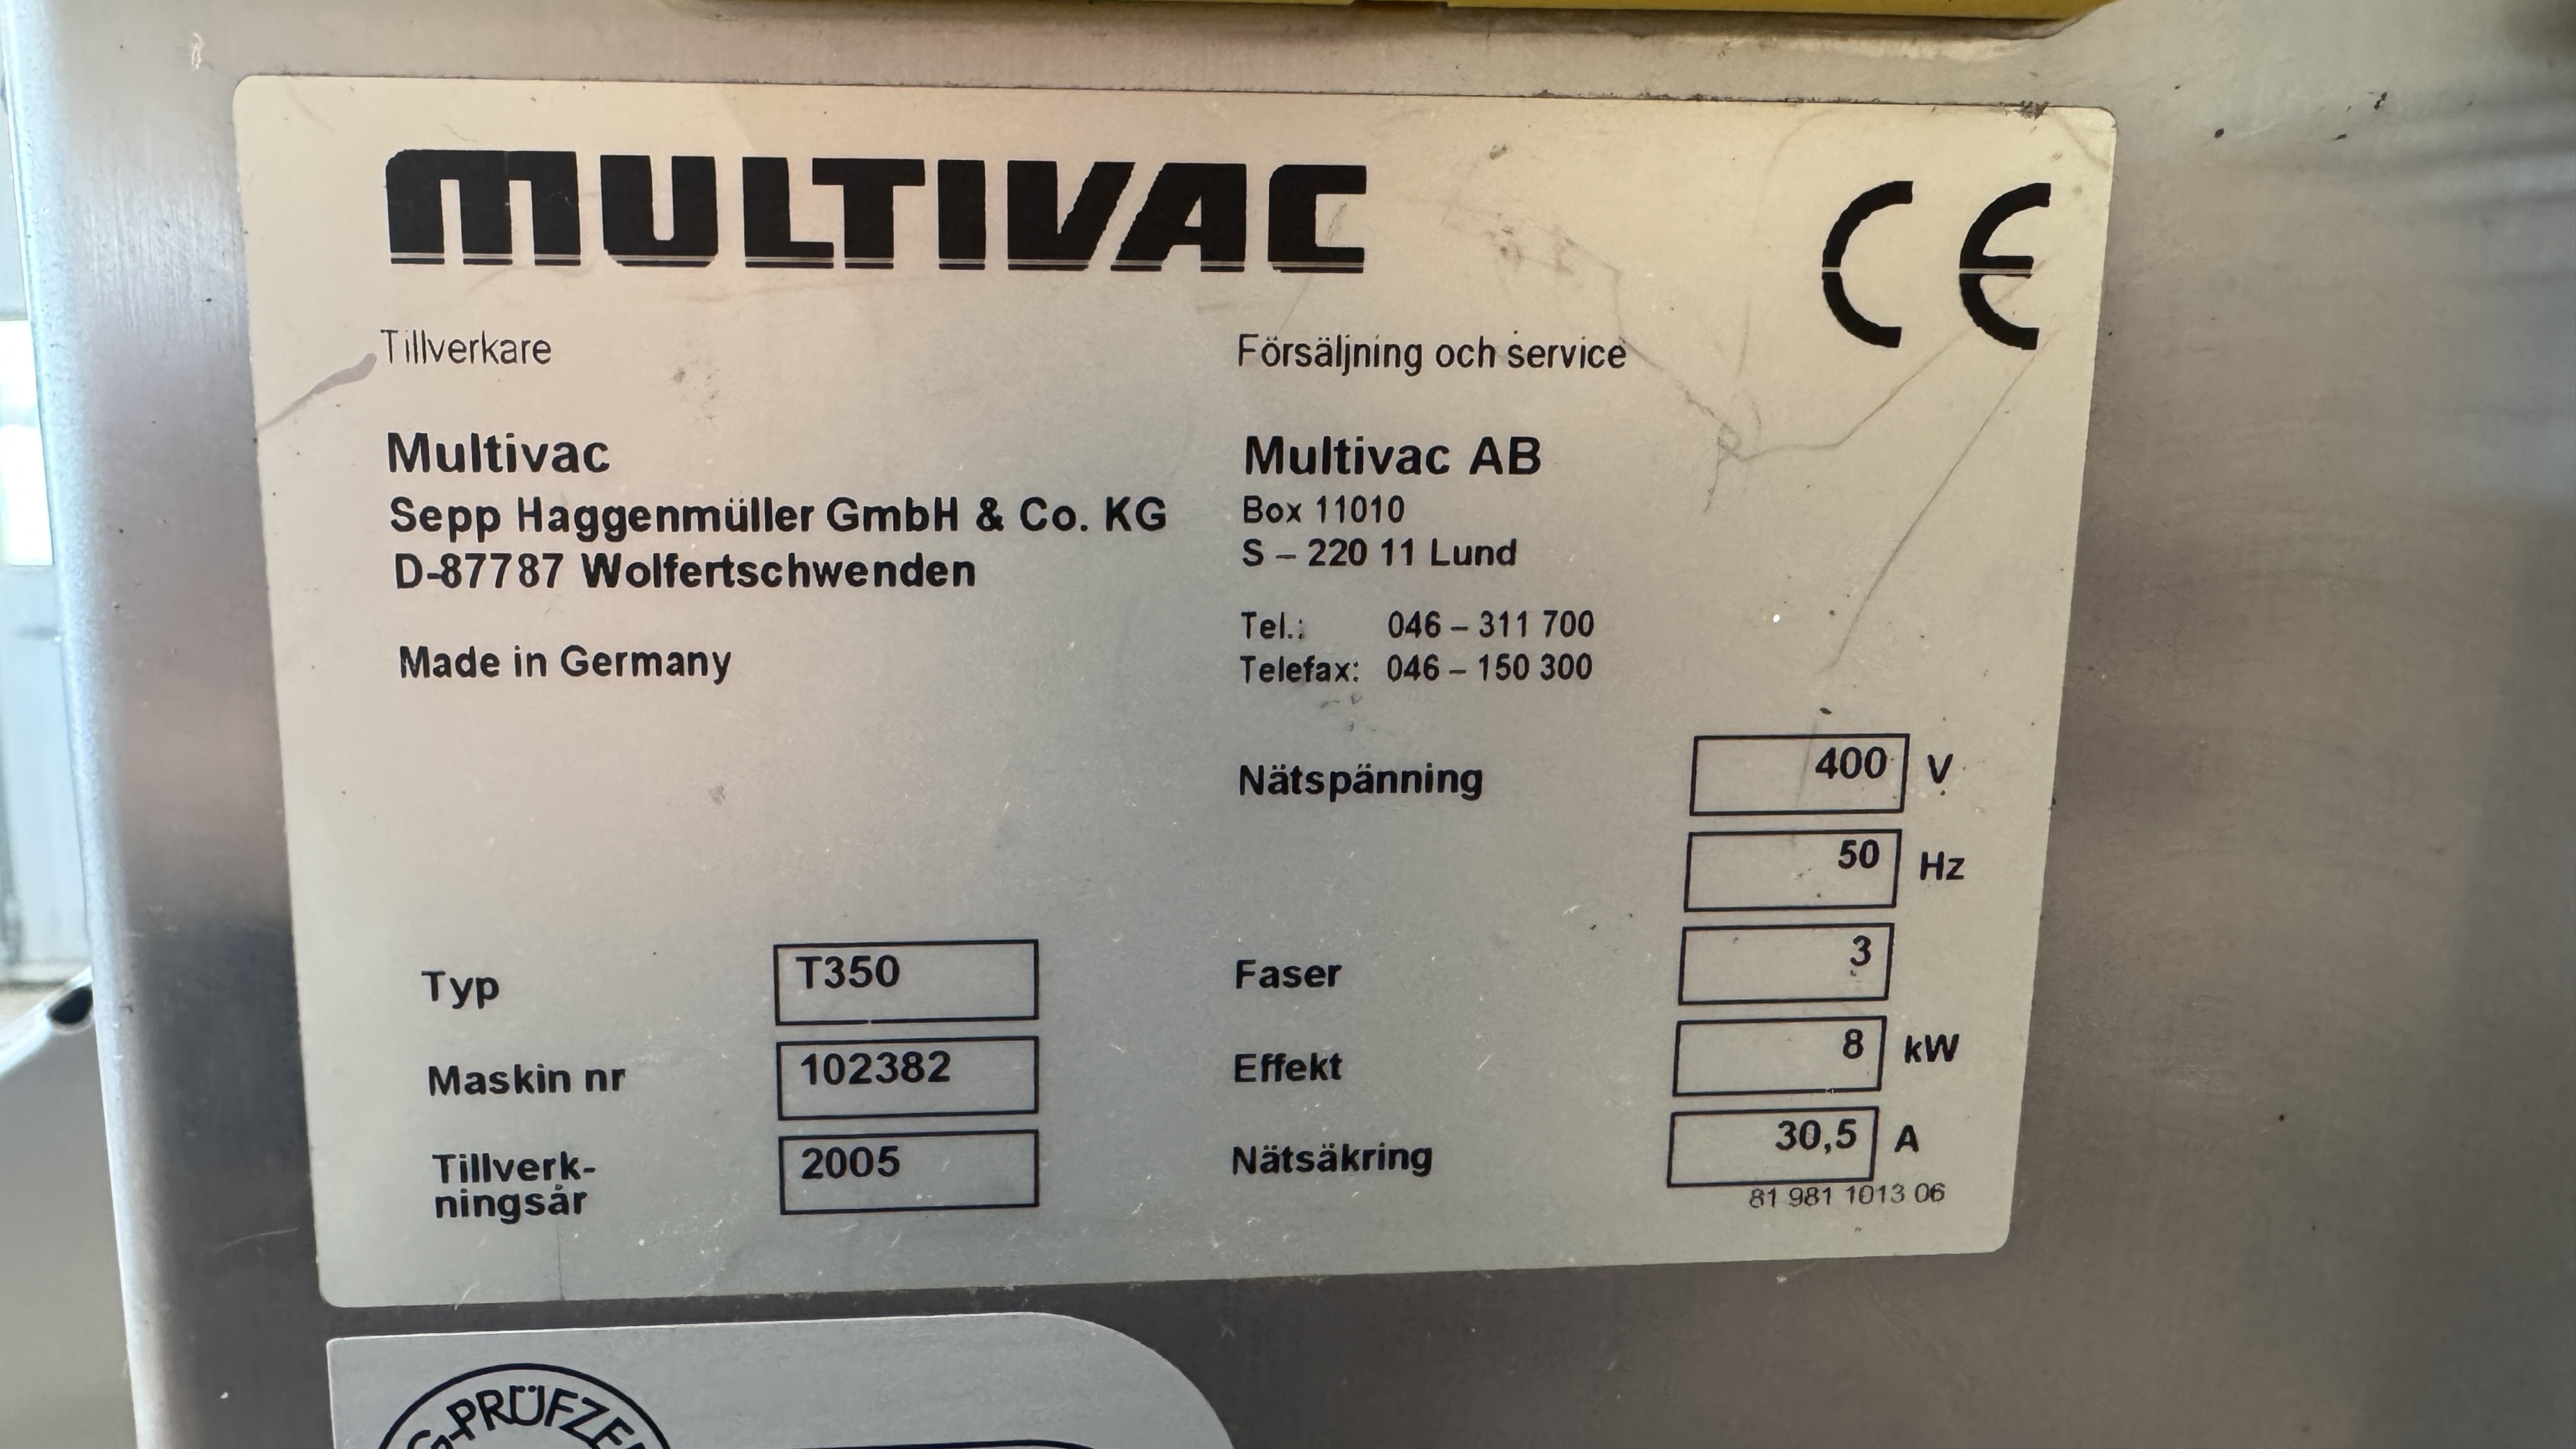 MULTIVAC
CE
Tillverkare
Multivac
Sepp Haggenmüller GmbH & Co. KG
D-87787 Wolfertschwenden
Made in Germany
Försäljning och service
Multivac AB
Box 11010
S – 220 11 Lund
Tel.: 046 – 311 700
Telefax: 046 – 150 300
Nätspänning 400 V
50 Hz
Typ T350
Maskin nr 102382
Tillverk-
ningsår 2005
Faser 3
Effekt 8 kW
Nätsäkring 30,5 A
81 981 1013 06